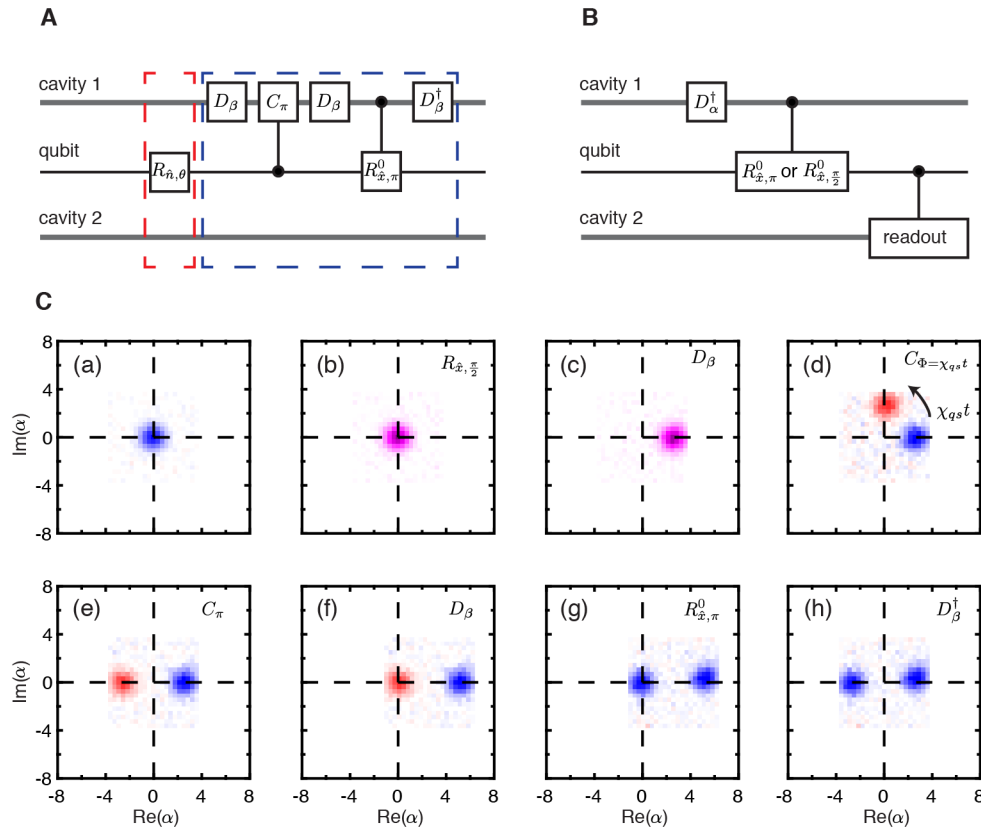 A
B
cavity 1
D_β
C_π
D_β
D_β^†
qubit
R_{n̂,θ}
R^0_{x̂,π}
cavity 2
cavity 1
D_α^†
qubit
R^0_{x̂,π} or R^0_{x̂,π/2}
cavity 2
readout
C
(a)
(b)
R_{x̂,π/2}
(c)
D_β
(d)
C_{Φ=χ_{qs}t}
χ_{qs}t
Im(α)
8
4
0
-4
-8
(e)
C_π
(f)
D_β
(g)
R^0_{x̂,π}
(h)
D_β^†
Im(α)
8
4
0
-4
-8
-8 -4 0 4 8
-8 -4 0 4 8
-8 -4 0 4 8
-8 -4 0 4 8
Re(α)
Re(α)
Re(α)
Re(α)